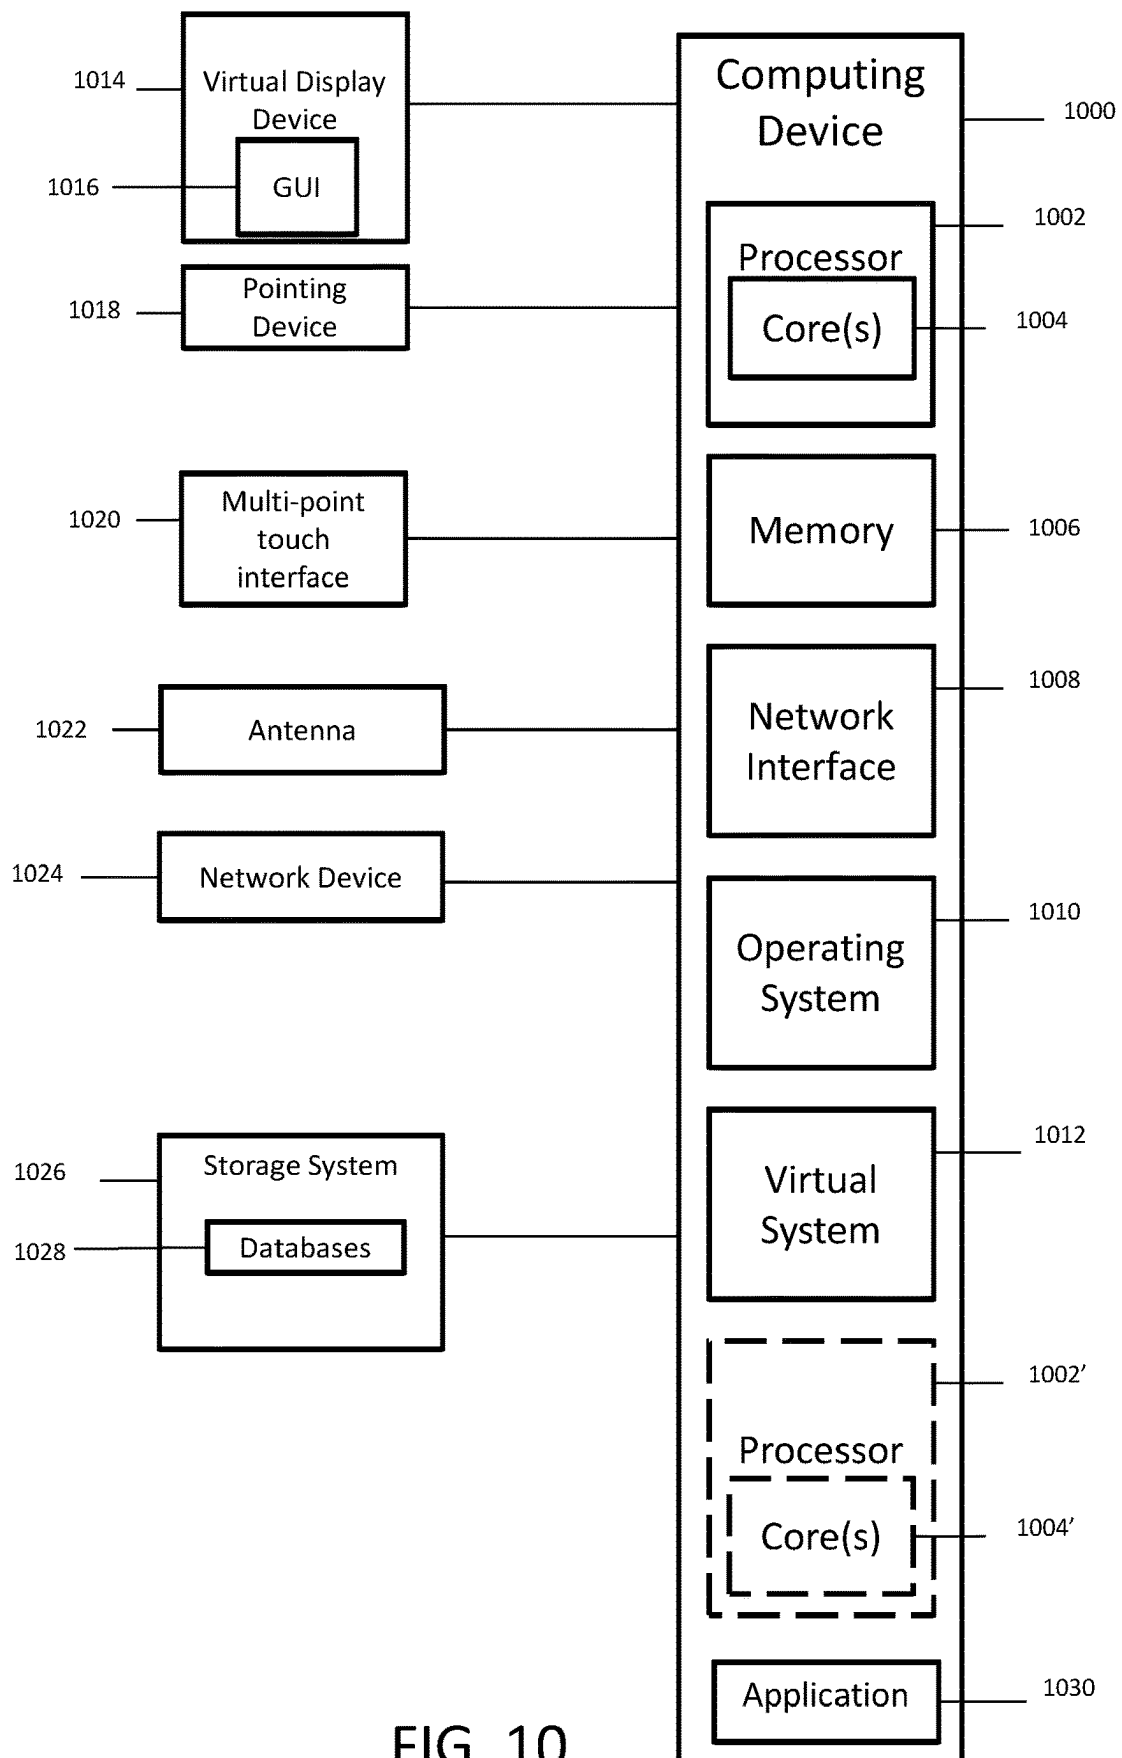 1014
Virtual Display
Device
1016
GUI
1018
Pointing
Device
1020
Multi-point
touch
interface
1022
Antenna
1024
Network Device
1026
Storage System
1028
Databases
Computing
Device
1000
1002
Processor
Core(s)
1004
Memory
1006
1008
Network
Interface
1010
Operating
System
1012
Virtual
System
1002’
Processor
Core(s)
1004’
Application
1030
FIG. 10